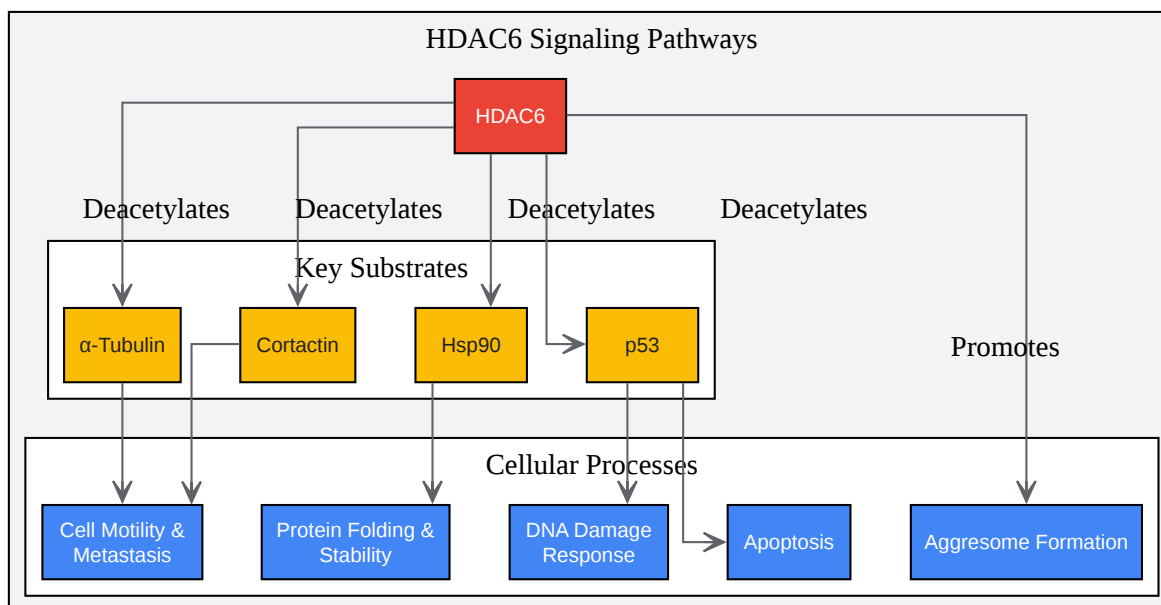 HDAC6 Signaling Pathways
HDAC6
Deacetylates
Deacetylates
Deacetylates
Deacetylates
Key Substrates
α-Tubulin
Cortactin
Hsp90
p53
Promotes
Cellular Processes
Cell Motility &
Metastasis
Protein Folding &
Stability
DNA Damage
Response
Apoptosis
Aggresome Formation